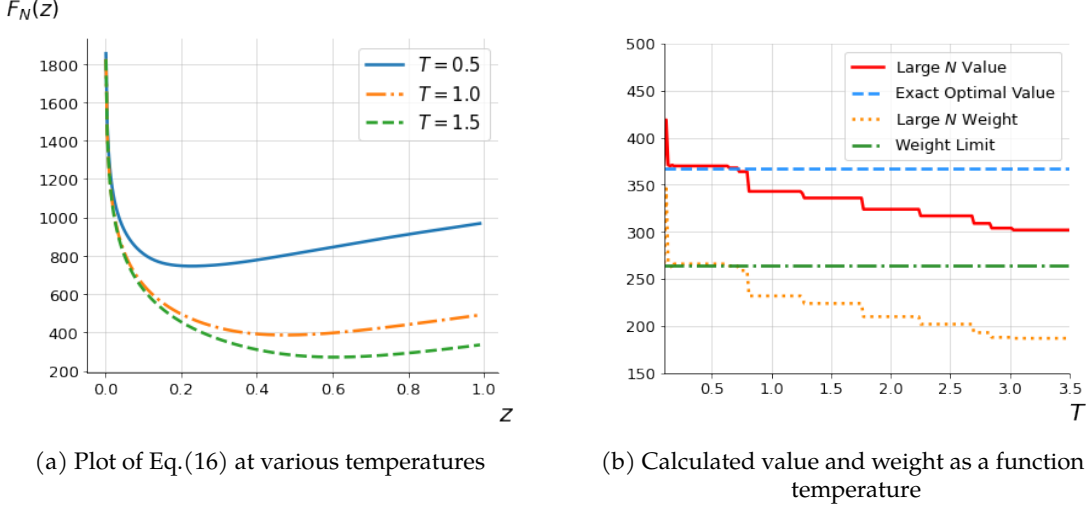 F_N(z)
1800
1600
1400
1200
1000
800
600
400
200
0.0 0.2 0.4 0.6 0.8 1.0
z
T = 0.5
T = 1.0
T = 1.5
(a) Plot of Eq.(16) at various temperatures
500
450
400
350
300
250
200
150
0.5 1.0 1.5 2.0 2.5 3.0 3.5
T
Large N Value
Exact Optimal Value
Large N Weight
Weight Limit
(b) Calculated value and weight as a function
temperature